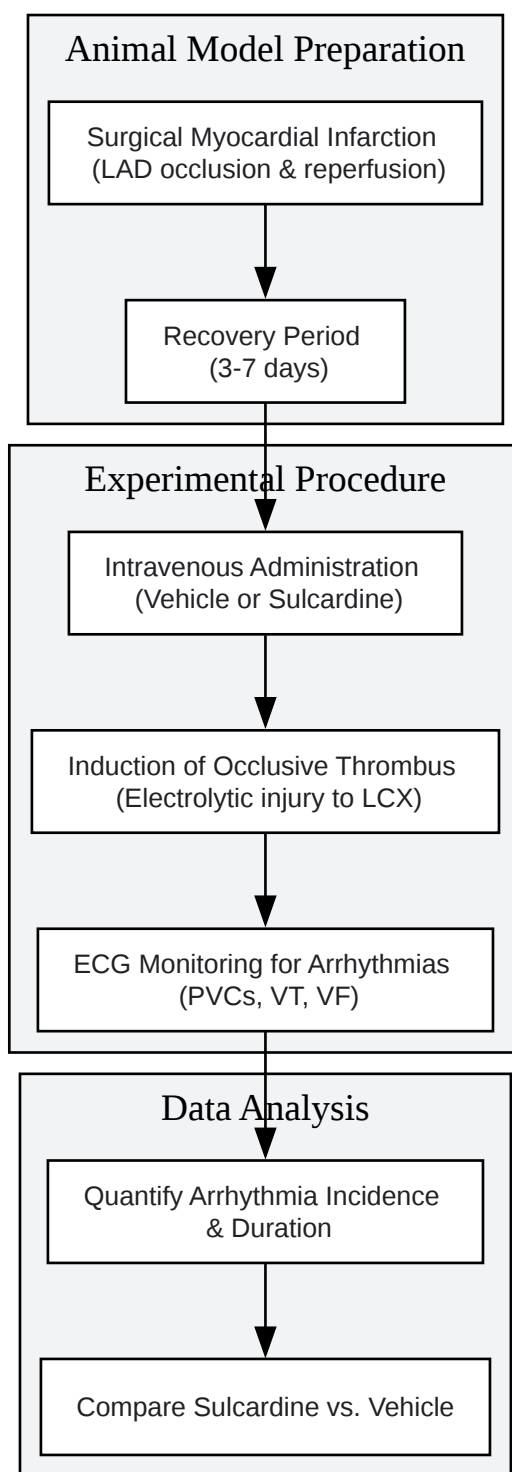 Animal Model Preparation
Surgical Myocardial Infarction
(LAD occlusion & reperfusion)
Recovery Period
(3-7 days)
Experimental Procedure
Intravenous Administration
(Vehicle or Sulcardine)
Induction of Occlusive Thrombus
(Electrolytic injury to LCX)
ECG Monitoring for Arrhythmias
(PVCs, VT, VF)
Data Analysis
Quantify Arrhythmia Incidence
& Duration
Compare Sulcardine vs. Vehicle